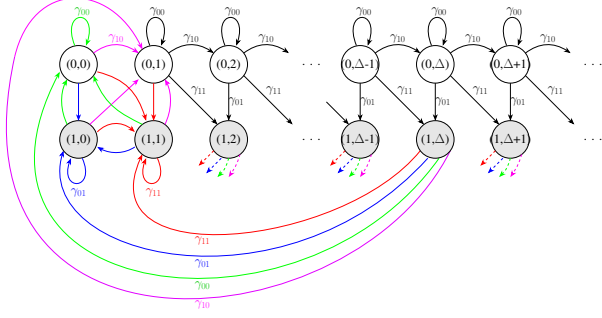 γ00 γ00 γ00 γ00 γ00 γ00
γ10 γ10 γ10 γ10 γ10 γ10
(0,0) (0,1) (0,2) ··· (0,Δ-1) (0,Δ) (0,Δ+1) ···
γ11 γ11 γ11 γ11
γ01 γ01 γ01 γ01
(1,0) (1,1) (1,2) ··· (1,Δ-1) (1,Δ) (1,Δ+1) ···
γ01 γ11
γ11
γ01
γ00
γ10